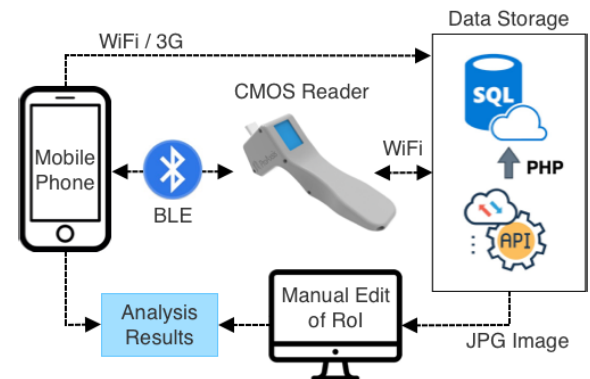 Data Storage
WiFi / 3G
CMOS Reader
SQL
Mobile
Phone
WiFi
PHP
BLE
API
Manual Edit
of RoI
Analysis
Results
JPG Image